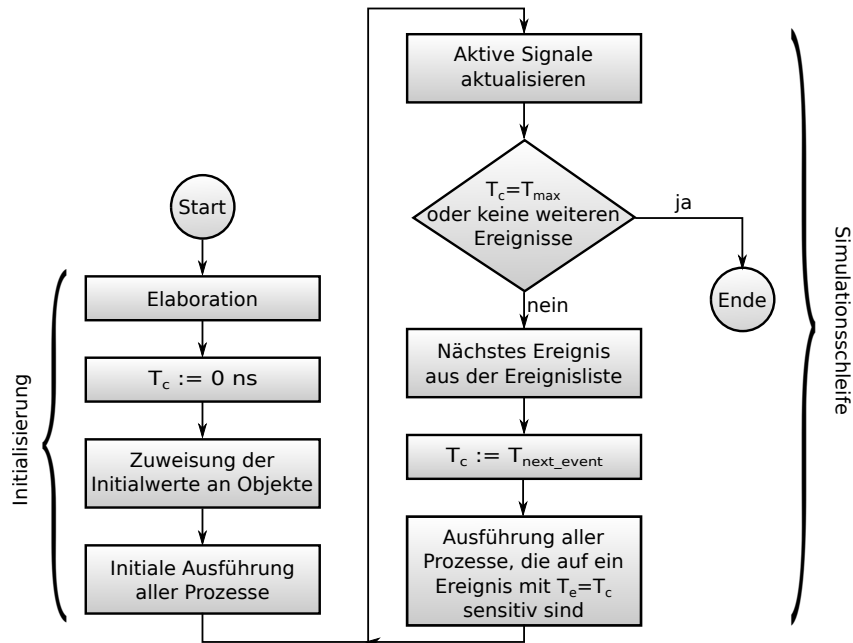 Start
Elaboration
T_c := 0 ns
Zuweisung der
Initialwerte an Objekte
Initiale Ausführung
aller Prozesse
Initialisierung
Aktive Signale
aktualisieren
T_c=T_max
oder keine weiteren
Ereignisse
ja
Ende
nein
Nächstes Ereignis
aus der Ereignisliste
T_c := T_next_event
Ausführung aller
Prozesse, die auf ein
Ereignis mit T_e=T_c
sensitiv sind
Simulationsschleife